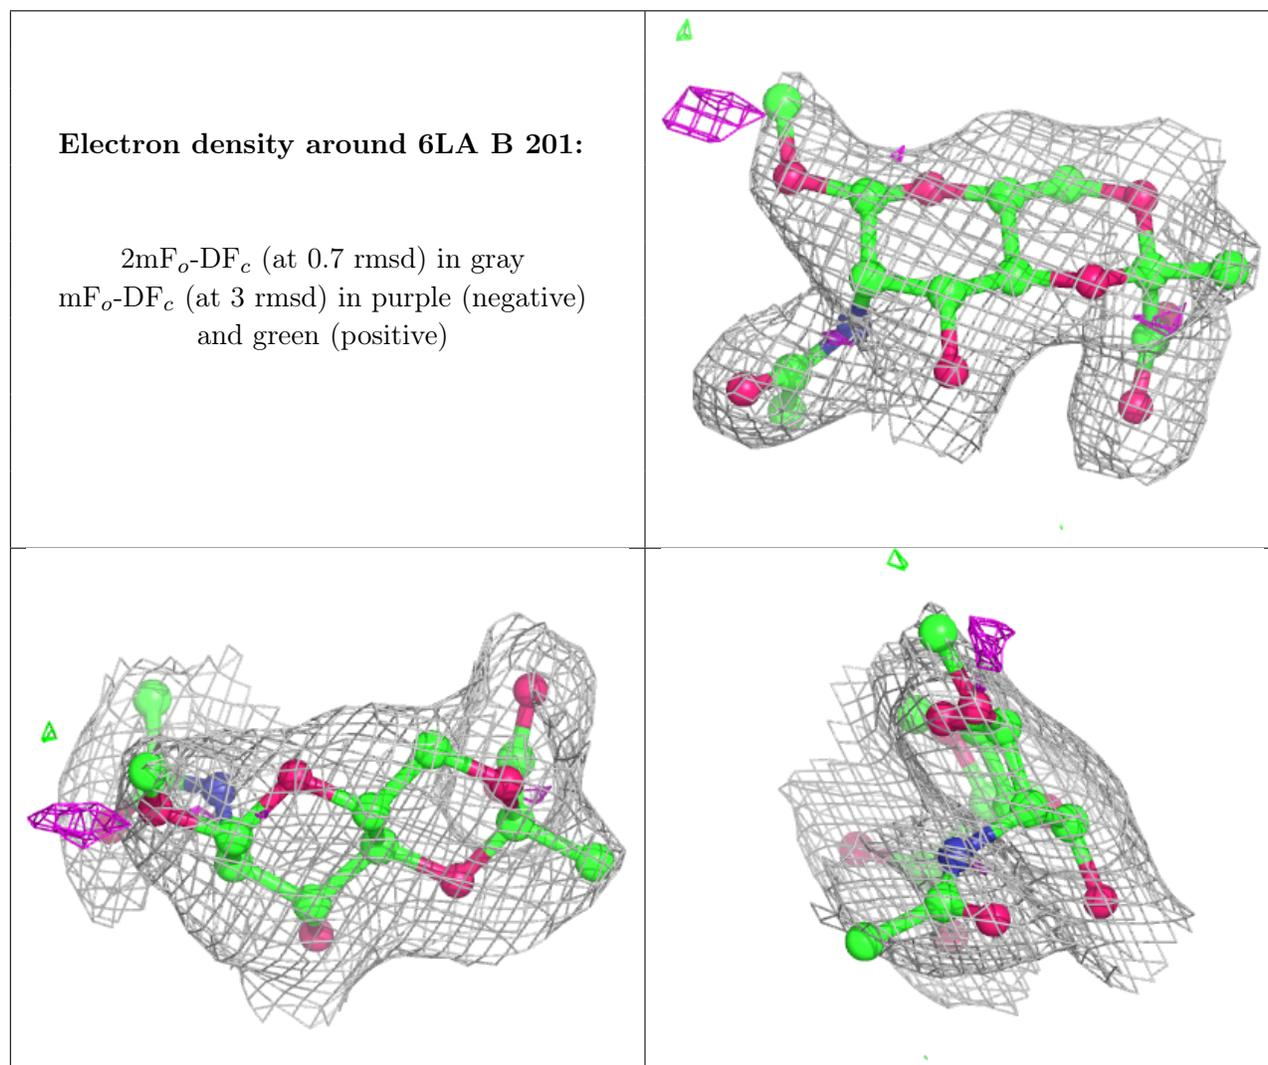 Electron density around 6LA B 201:
2mFₒ-DF𝒸 (at 0.7 rmsd) in gray
mFₒ-DF𝒸 (at 3 rmsd) in purple (negative)
and green (positive)